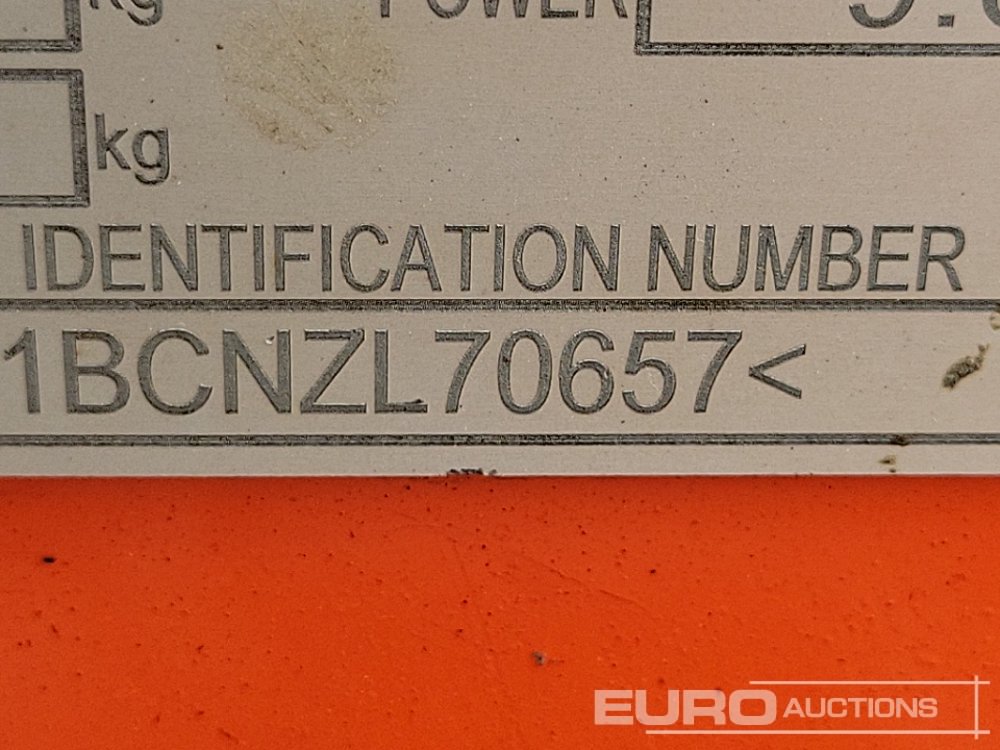 kg POWER
kg
IDENTIFICATION NUMBER
1BCNZL70657<
EURO AUCTIONS